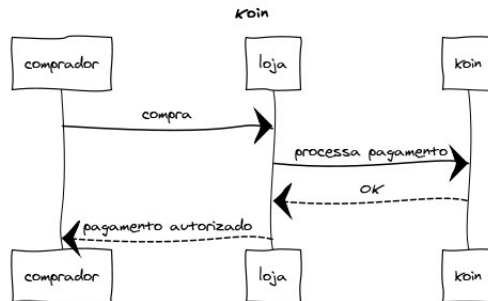 Koin
comprador
loja
koin
compra
processa pagamento
OK
pagamento autorizado
comprador
loja
koin